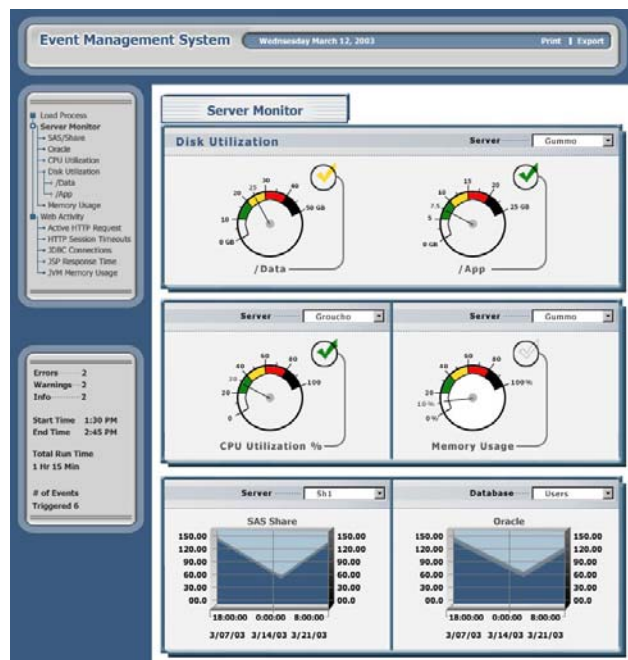 Event Management System
Wednsesday March 12, 2003
Print | Export
Load Process
Server Monitor
SAS/Share
Oracle
CPU Utilization
Disk Utilization
/Data
/App
Memory Usage
Web Activity
Active HTTP Request
HTTP Session Timeouts
JDBC Connections
JSP Response Time
JVM Memory Usage
Errors 2
Warnings 2
Info 2
Start Time 1:30 PM
End Time 2:45 PM
Total Run Time
1 Hr 15 Min
# of Events
Triggered 6
Server Monitor
Disk Utilization
Server Gummo
0 GB 10 20 25 30 40 50 GB
/Data
0 GB 5 7.5 10 15 20 25 GB
/App
Server Groucho
0 20 30 40 60 80 100
CPU Utilization %
Server Gummo
0% 10% 20 40 60 80 100%
Memory Usage
Server Sh1
SAS Share
150.00 150.00
120.00 120.00
90.00 90.00
60.00 60.00
30.00 30.00
00.0 00.0
18:00:00 0:00:00 8:00:00
3/07/03 3/14/03 3/21/03
Database Users
Oracle
150.00 150.00
120.00 120.00
90.00 90.00
60.00 60.00
30.00 30.00
00.0 00.0
18:00:00 0:00:00 8:00:00
3/07/03 3/14/03 3/21/03